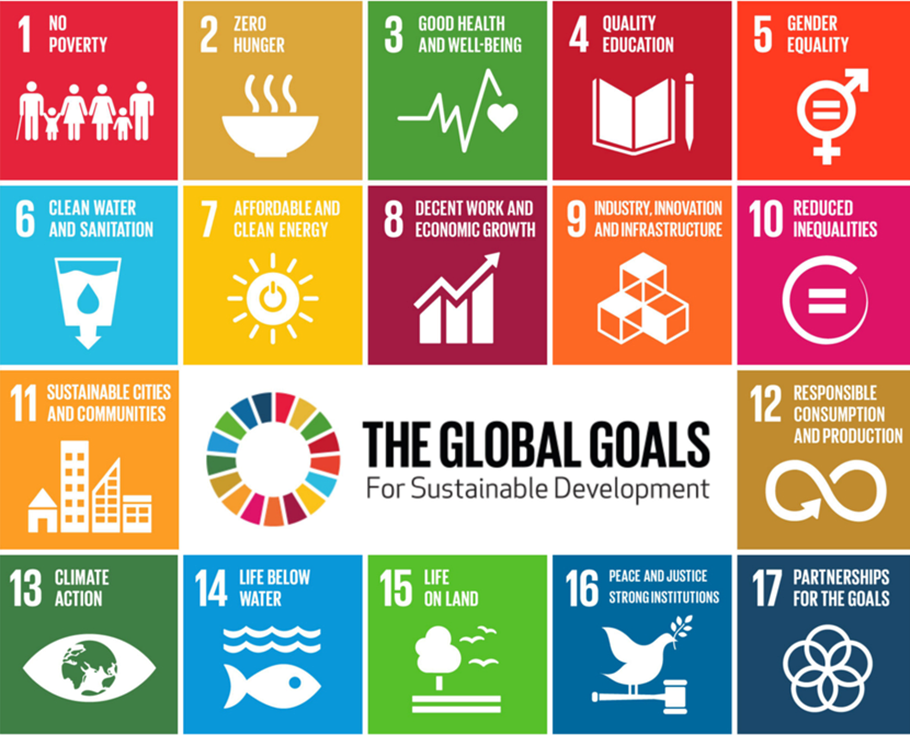 1 NO
POVERTY
2 ZERO
HUNGER
3 GOOD HEALTH
AND WELL-BEING
4 QUALITY
EDUCATION
5 GENDER
EQUALITY
6 CLEAN WATER
AND SANITATION
7 AFFORDABLE AND
CLEAN ENERGY
8 DECENT WORK AND
ECONOMIC GROWTH
9 INDUSTRY, INNOVATION
AND INFRASTRUCTURE
10 REDUCED
INEQUALITIES
11 SUSTAINABLE CITIES
AND COMMUNITIES
THE GLOBAL GOALS
For Sustainable Development
12 RESPONSIBLE
CONSUMPTION
AND PRODUCTION
13 CLIMATE
ACTION
14 LIFE BELOW
WATER
15 LIFE
ON LAND
16 PEACE AND JUSTICE
STRONG INSTITUTIONS
17 PARTNERSHIPS
FOR THE GOALS